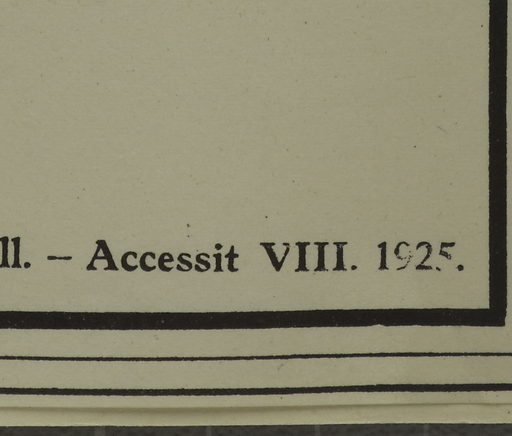 ll. – Accessit VIII. 1925.